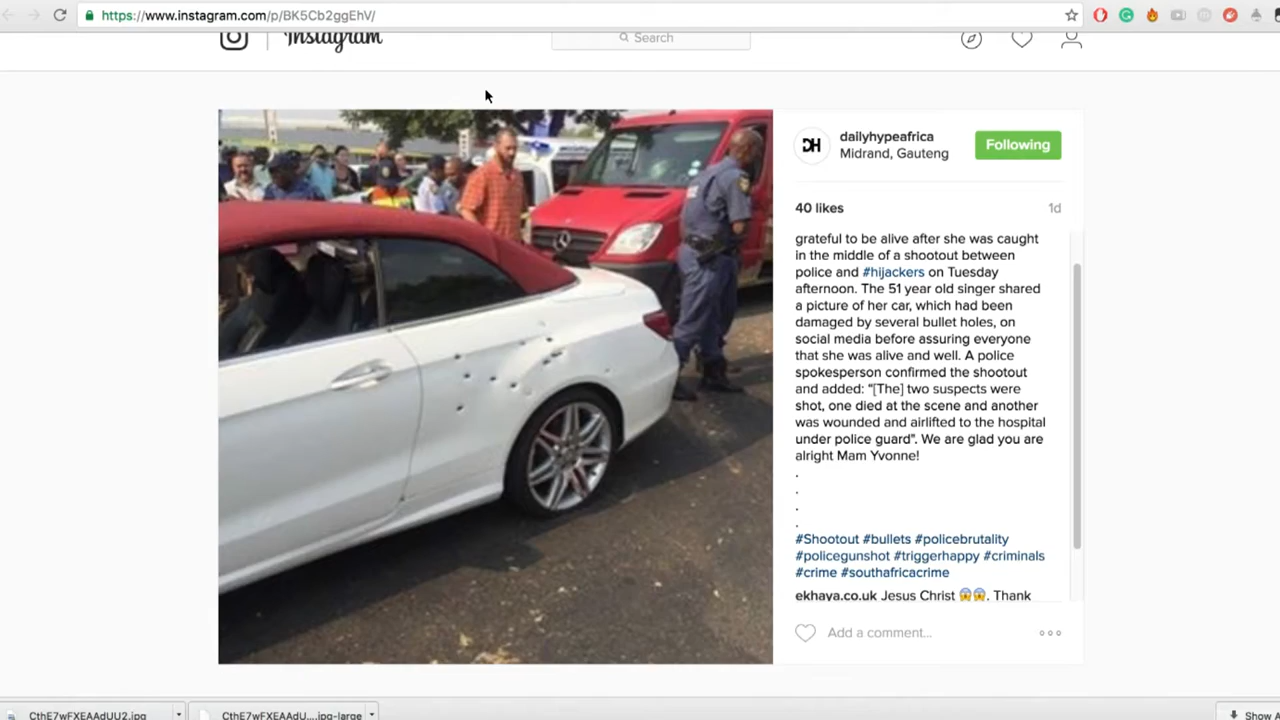 https://www.instagram.com/p/BK5Cb2ggEhV/
Instagram
Search
DH
dailyhypeafrica
Midrand, Gauteng
Following
40 likes
1d
grateful to be alive after she was caught
in the middle of a shootout between
police and #hijackers on Tuesday
afternoon. The 51 year old singer shared
a picture of her car, which had been
damaged by several bullet holes, on
social media before assuring everyone
that she was alive and well. A police
spokesperson confirmed the shootout
and added: "[The] two suspects were
shot, one died at the scene and another
was wounded and airlifted to the hospital
under police guard". We are glad you are
alright Mam Yvonne!
.
.
.
.
#Shootout #bullets #policebrutality
#policegunshot #triggerhappy #criminals
#crime #southafricacrime
ekhaya.co.uk Jesus Christ 😱😱. Thank
Add a comment...
CthE7wFXEAAdUU2.jpg
CthE7wFXEAAdU....jpg-large
Show A